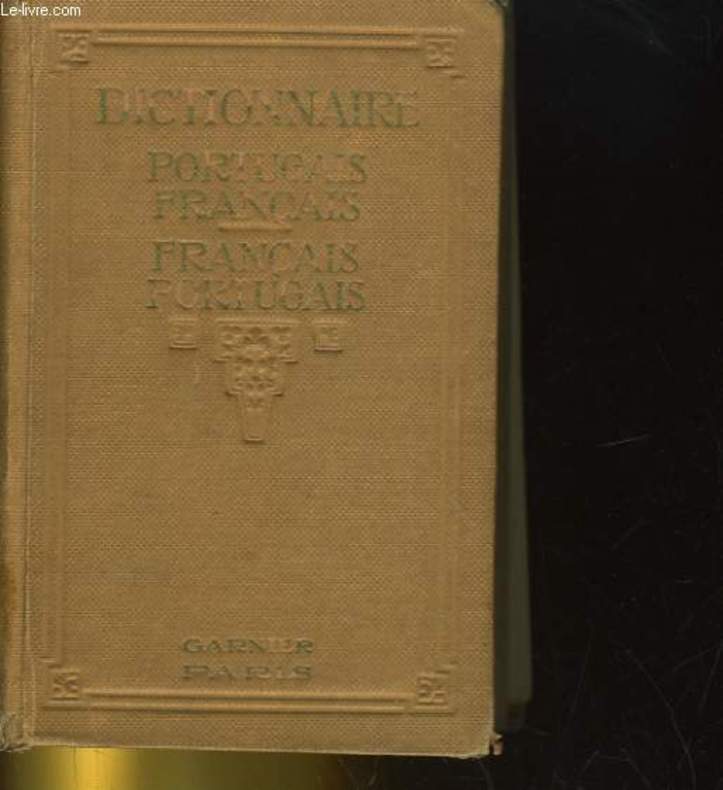 Le-livre.com
DICTIONNAIRE
PORTUGAIS
FRANÇAIS
FRANÇAIS
PORTUGAIS
GARNIER
PARIS